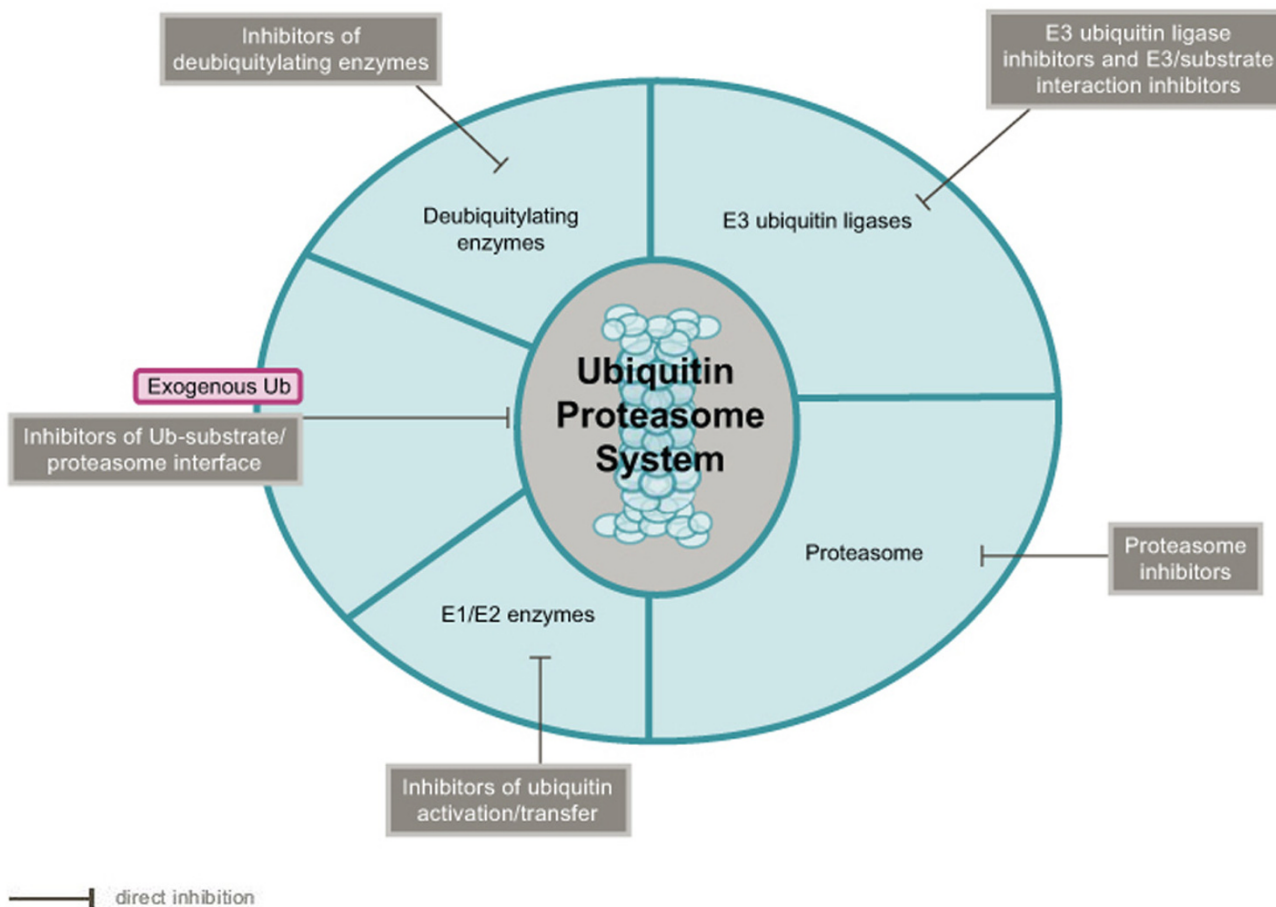 Inhibitors of
deubiquitylating enzymes
E3 ubiquitin ligase
inhibitors and E3/substrate
interaction inhibitors
Deubiquitylating
enzymes
E3 ubiquitin ligases
Exogenous Ub
Inhibitors of Ub-substrate/
proteasome interface
Ubiquitin
Proteasome
System
Proteasome
Proteasome
inhibitors
E1/E2 enzymes
Inhibitors of ubiquitin
activation/transfer
direct inhibition